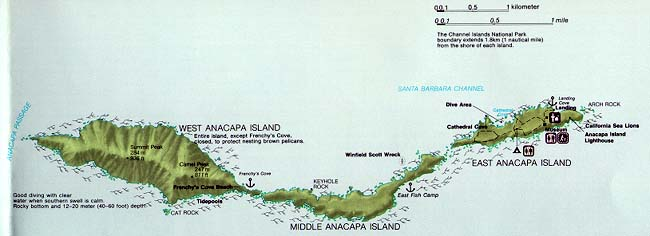 0 0.1 0.5 1 kilometer
0 0.1 0.5 1 mile
The Channel Islands National Park
boundary extends 1.8km (1 nautical mile)
from the shore of each island.
SANTA BARBARA CHANNEL
Dive Area
Cathedral Cove
Landing
Cove
Landing
ARCH ROCK
Cathedral Cave
California Sea Lions
Museum
Anacapa Island
Lighthouse
EAST ANACAPA ISLAND
ANACAPA PASSAGE
WEST ANACAPA ISLAND
Entire island, except Frenchy's Cove,
closed, to protect nesting brown pelicans.
Summit Peak
284 m
Camel Peak
247 m
Winfield Scott Wreck
Frenchy's Cove
Frenchy's Cove Beach
KEYHOLE
ROCK
East Fish Camp
Tidepools
Good diving with clear
water when southern swell is calm.
Rocky bottom and 12–20 meter (40–60 foot) depth.
CAT ROCK
MIDDLE ANACAPA ISLAND